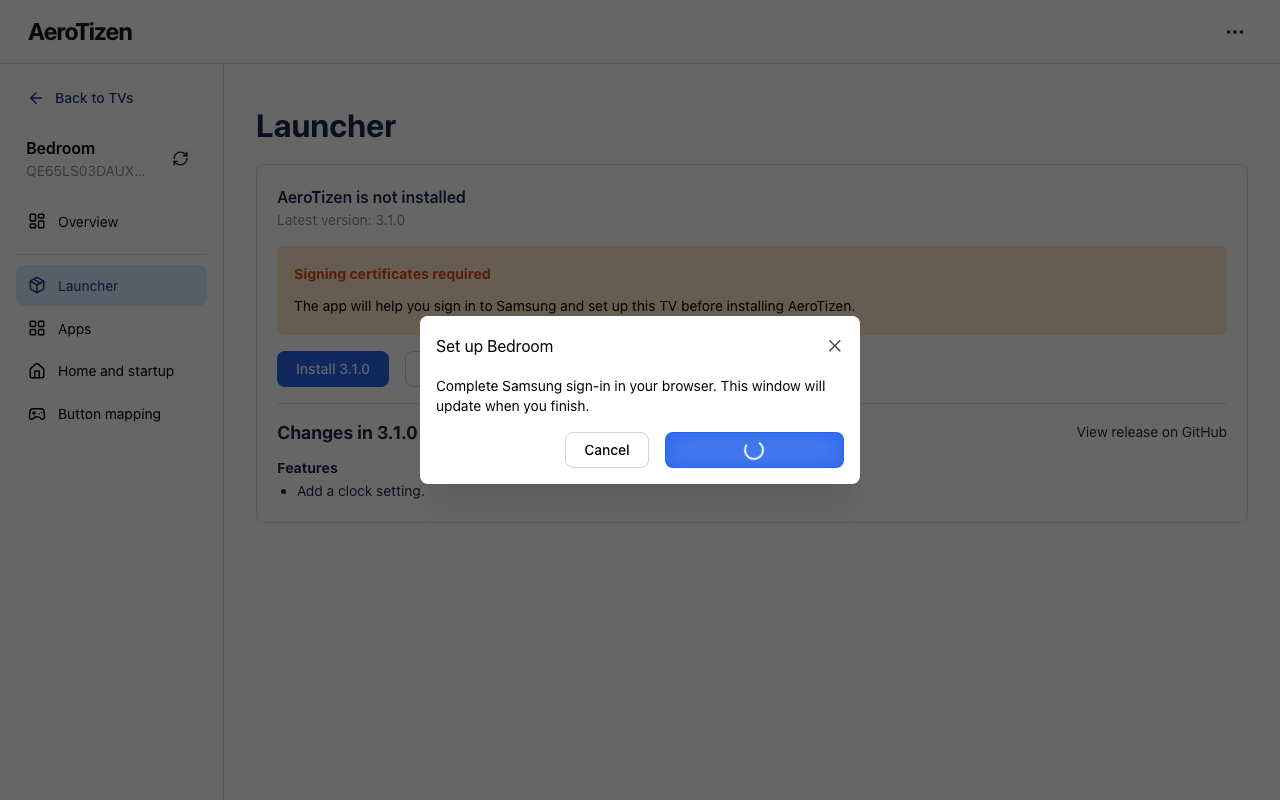 AeroTizen
Back to TVs
Bedroom
QE65LS03DAUX...
Overview
Launcher
Apps
Home and startup
Button mapping
Launcher
AeroTizen is not installed
Latest version: 3.1.0
Signing certificates required
The app will help you sign in to Samsung and set up this TV before installing AeroTizen.
Install 3.1.0
Set up Bedroom
Complete Samsung sign-in in your browser. This window will
update when you finish.
Cancel
Changes in 3.1.0
View release on GitHub
Features
Add a clock setting.